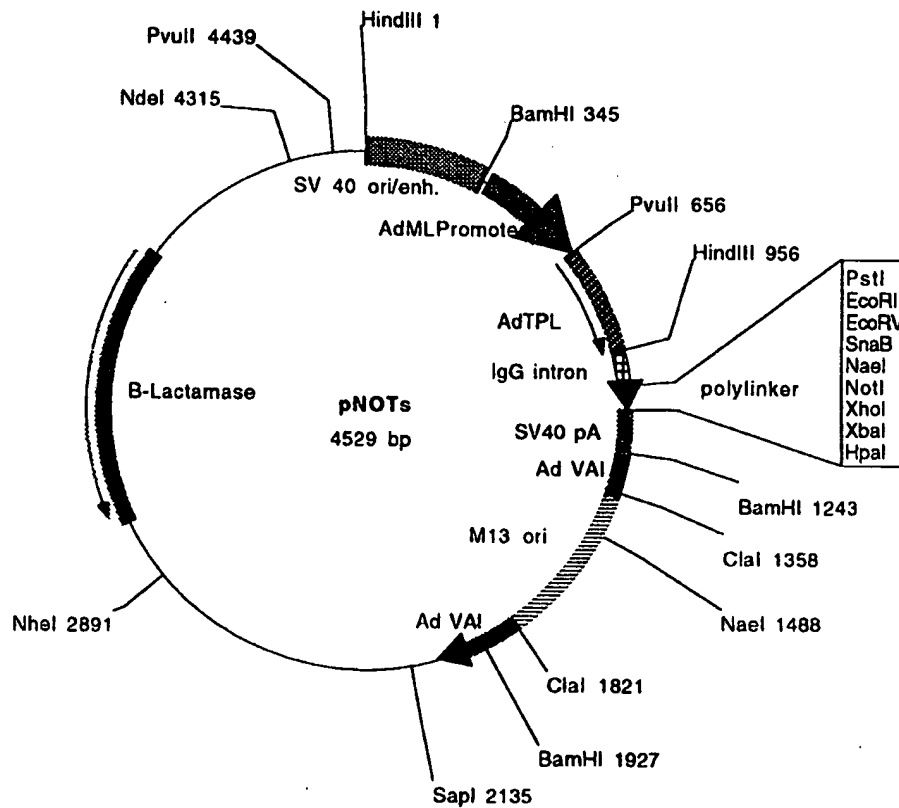 HindIII 1
PvuII 4439
NdeI 4315
BamHI 345
SV 40 ori/enh.
AdMLPromote
PvuII 656
HindIII 956
PstI
EcoRI
EcoRV
SnaB
NaeI
NotI
XhoI
XbaI
HpaI
AdTPL
IgG intron
polylinker
B-Lactamase
pNOTs
4529 bp
SV40 pA
Ad VAI
BamHI 1243
M13 ori
ClaI 1358
NheI 2891
Ad VAI
NaeI 1488
ClaI 1821
BamHI 1927
SapI 2135